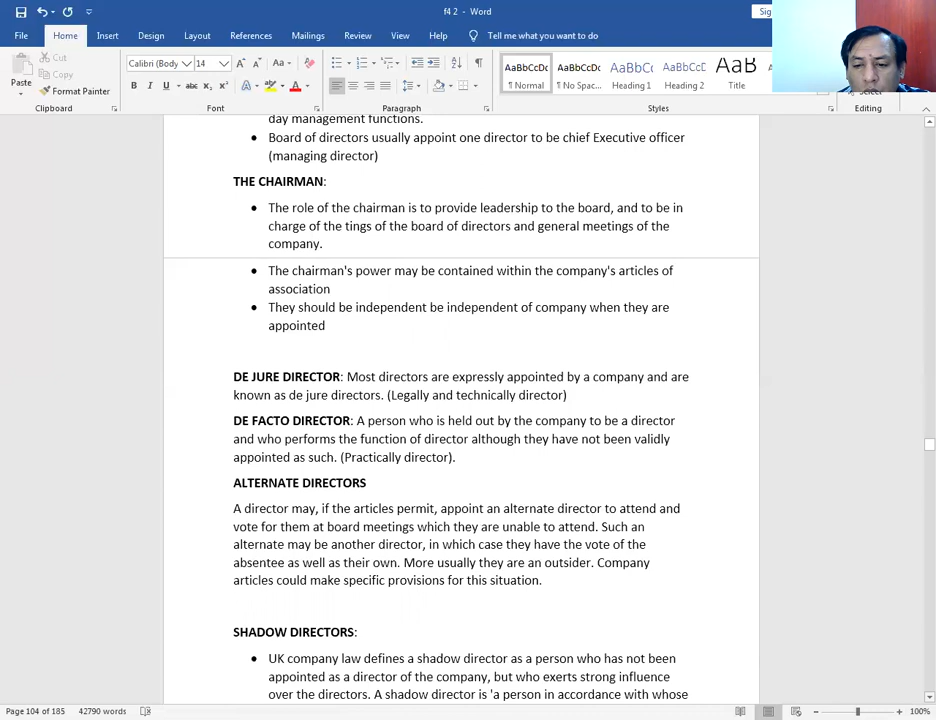 f4 2 - Word
Sig
File Home Insert Design Layout References Mailings Review View Help Tell me what you want to do
Paste
Cut
Copy
Format Painter
Calibri (Body 14
AaBbCcDc AaBbCcDc AaBbCc AaBbCcD AaB
¶ Normal ¶ No Spac... Heading 1 Heading 2 Title
Clipboard Font Paragraph Styles Editing
day management functions.
• Board of directors usually appoint one director to be chief Executive officer
(managing director)
THE CHAIRMAN:
• The role of the chairman is to provide leadership to the board, and to be in
charge of the tings of the board of directors and general meetings of the
company.
• The chairman's power may be contained within the company's articles of
association
• They should be independent be independent of company when they are
appointed
DE JURE DIRECTOR: Most directors are expressly appointed by a company and are
known as de jure directors. (Legally and technically director)
DE FACTO DIRECTOR: A person who is held out by the company to be a director
and who performs the function of director although they have not been validly
appointed as such. (Practically director).
ALTERNATE DIRECTORS
A director may, if the articles permit, appoint an alternate director to attend and
vote for them at board meetings which they are unable to attend. Such an
alternate may be another director, in which case they have the vote of the
absentee as well as their own. More usually they are an outsider. Company
articles could make specific provisions for this situation.
SHADOW DIRECTORS:
• UK company law defines a shadow director as a person who has not been
appointed as a director of the company, but who exerts strong influence
over the directors. A shadow director is 'a person in accordance with whose
Page 104 of 185 42790 words 100%